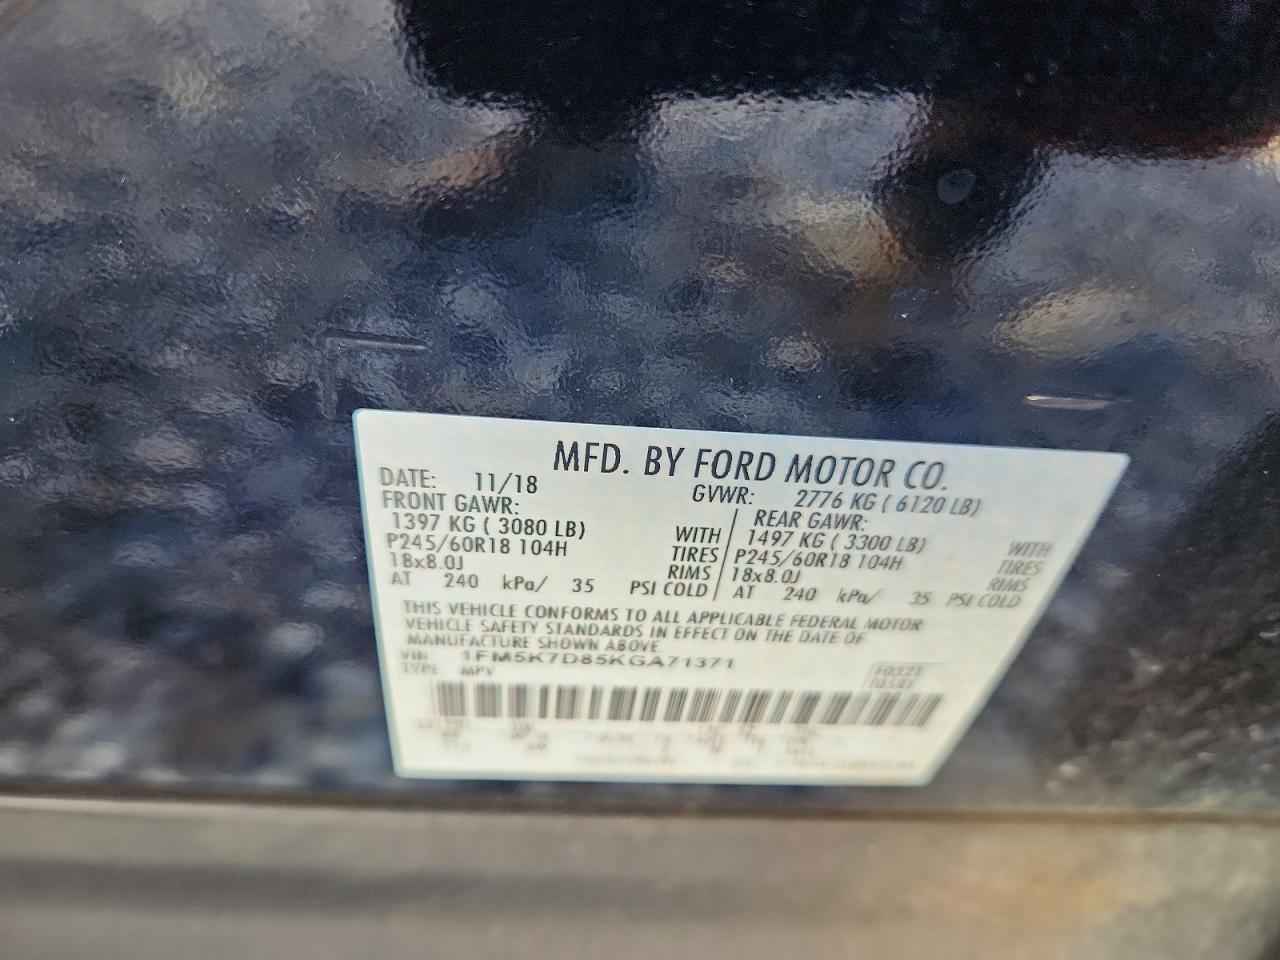 MFD. BY FORD MOTOR CO.
DATE: 11/18 GVWR: 2776 KG ( 6120 LB)
FRONT GAWR: REAR GAWR:
1397 KG ( 3080 LB) WITH 1497 KG ( 3300 LB) WITH
P245/60R18 104H TIRES P245/60R18 104H TIRES
18x8.0J RIMS 18x8.0J RIMS
AT 240 kPa/ 35 PSI COLD AT 240 kPa/ 35 PSI COLD
THIS VEHICLE CONFORMS TO ALL APPLICABLE FEDERAL MOTOR
VEHICLE SAFETY STANDARDS IN EFFECT ON THE DATE OF
MANUFACTURE SHOWN ABOVE.
VIN: 1FM5K7D85KGA71371
TYPE: MPV